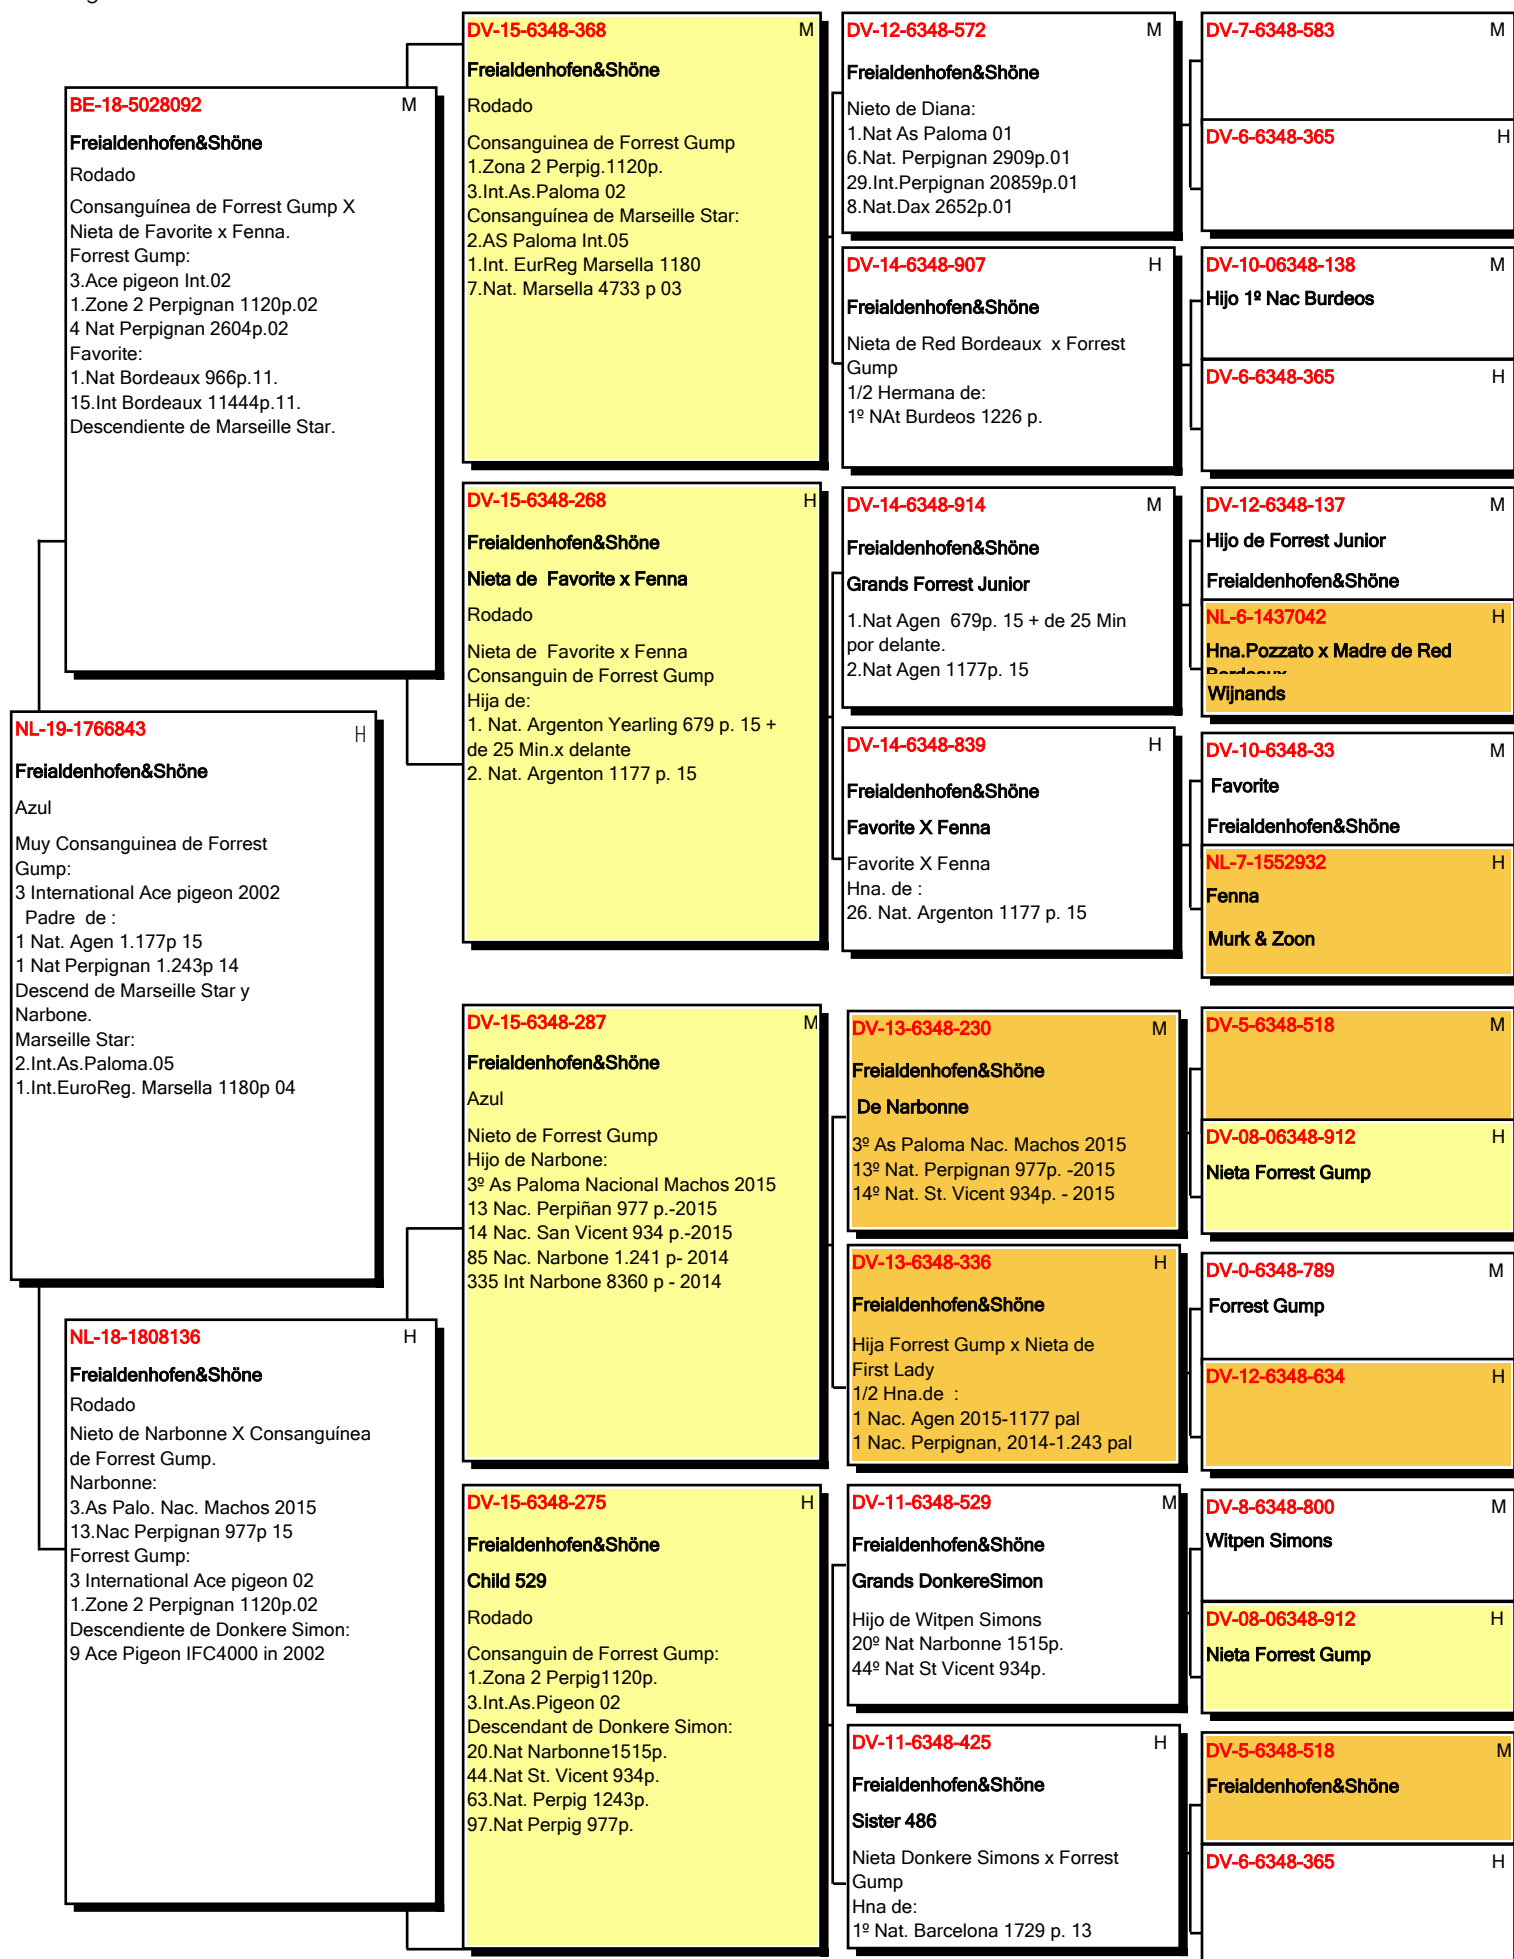 BE-18-5028092 M
Freialdenhofen&Shöne
Rodado
Consanguínea de Forrest Gump X
Nieta de Favorite x Fenna.
Forrest Gump:
3.Ace pigeon Int.02
1.Zone 2 Perpignan 1120p.02
4 Nat Perpignan 2604p.02
Favorite:
1.Nat Bordeaux 966p.11.
15.Int Bordeaux 11444p.11.
Descendiente de Marseille Star.
NL-19-1766843 H
Freialdenhofen&Shöne
Azul
Muy Consanguinea de Forrest
Gump:
3 International Ace pigeon 2002
Padre de :
1 Nat. Agen 1.177p 15
1 Nat Perpignan 1.243p 14
Descend de Marseille Star y
Narbone.
Marseille Star:
2.Int.As.Paloma.05
1.Int.EuroReg. Marsella 1180p 04
NL-18-1808136 H
Freialdenhofen&Shöne
Rodado
Nieto de Narbonne X Consanguínea
de Forrest Gump.
Narbonne:
3.As Palo. Nac. Machos 2015
13.Nac Perpignan 977p 15
Forrest Gump:
3 International Ace pigeon 02
1.Zone 2 Perpignan 1120p.02
Descendiente de Donkere Simon:
9 Ace Pigeon IFC4000 in 2002
DV-15-6348-368 M
Freialdenhofen&Shöne
Rodado
Consanguinea de Forrest Gump
1.Zona 2 Perpig.1120p.
3.Int.As.Paloma 02
Consanguínea de Marseille Star:
2.AS Paloma Int.05
1.Int. EurReg Marsella 1180
7.Nat. Marsella 4733 p 03
DV-15-6348-268 H
Freialdenhofen&Shöne
Nieta de Favorite x Fenna
Rodado
Nieta de Favorite x Fenna
Consanguin de Forrest Gump
Hija de:
1. Nat. Argenton Yearling 679 p. 15 +
de 25 Min.x delante
2. Nat. Argenton 1177 p. 15
DV-15-6348-287 M
Freialdenhofen&Shöne
Azul
Nieto de Forrest Gump
Hijo de Narbone:
3º As Paloma Nacional Machos 2015
13 Nac. Perpiñan 977 p.-2015
14 Nac. San Vicent 934 p.-2015
85 Nac. Narbone 1.241 p- 2014
335 Int Narbone 8360 p - 2014
DV-15-6348-275 H
Freialdenhofen&Shöne
Child 529
Rodado
Consanguin de Forrest Gump:
1.Zona 2 Perpig1120p.
3.Int.As.Pigeon 02
Descendant de Donkere Simon:
20.Nat Narbonne1515p.
44.Nat St. Vicent 934p.
63.Nat. Perpig 1243p.
97.Nat Perpig 977p.
DV-12-6348-572 M
Freialdenhofen&Shöne
Nieto de Diana:
1.Nat As Paloma 01
6.Nat. Perpignan 2909p.01
29.Int.Perpignan 20859p.01
8.Nat.Dax 2652p.01
DV-14-6348-907 H
Freialdenhofen&Shöne
Nieta de Red Bordeaux x Forrest
Gump
1/2 Hermana de:
1º NAt Burdeos 1226 p.
DV-14-6348-914 M
Freialdenhofen&Shöne
Grands Forrest Junior
1.Nat Agen 679p. 15 + de 25 Min
por delante.
2.Nat Agen 1177p. 15
DV-14-6348-839 H
Freialdenhofen&Shöne
Favorite X Fenna
Favorite X Fenna
Hna. de :
26. Nat. Argenton 1177 p. 15
DV-13-6348-230 M
Freialdenhofen&Shöne
De Narbonne
3º As Paloma Nac. Machos 2015
13º Nat. Perpignan 977p. -2015
14º Nat. St. Vicent 934p. - 2015
DV-13-6348-336 H
Freialdenhofen&Shöne
Hija Forrest Gump x Nieta de
First Lady
1/2 Hna.de :
1 Nac. Agen 2015-1177 pal
1 Nac. Perpignan, 2014-1.243 pal
DV-11-6348-529 M
Freialdenhofen&Shöne
Grands DonkereSimon
Hijo de Witpen Simons
20º Nat Narbonne 1515p.
44º Nat St Vicent 934p.
DV-11-6348-425 H
Freialdenhofen&Shöne
Sister 486
Nieta Donkere Simons x Forrest
Gump
Hna de:
1º Nat. Barcelona 1729 p. 13
DV-7-6348-583 M
DV-6-6348-365 H
DV-10-06348-138 M
Hijo 1º Nac Burdeos
DV-6-6348-365 H
DV-12-6348-137 M
Hijo de Forrest Junior
Freialdenhofen&Shöne
NL-6-1437042 H
Hna.Pozzato x Madre de Red
Bordeaux
Wijnands
DV-10-6348-33 M
Favorite
Freialdenhofen&Shöne
NL-7-1552932 H
Fenna
Murk & Zoon
DV-5-6348-518 M
DV-08-06348-912 H
Nieta Forrest Gump
DV-0-6348-789 M
Forrest Gump
DV-12-6348-634 H
DV-8-6348-800 M
Witpen Simons
DV-08-06348-912 H
Nieta Forrest Gump
DV-5-6348-518 M
Freialdenhofen&Shöne
DV-6-6348-365 H